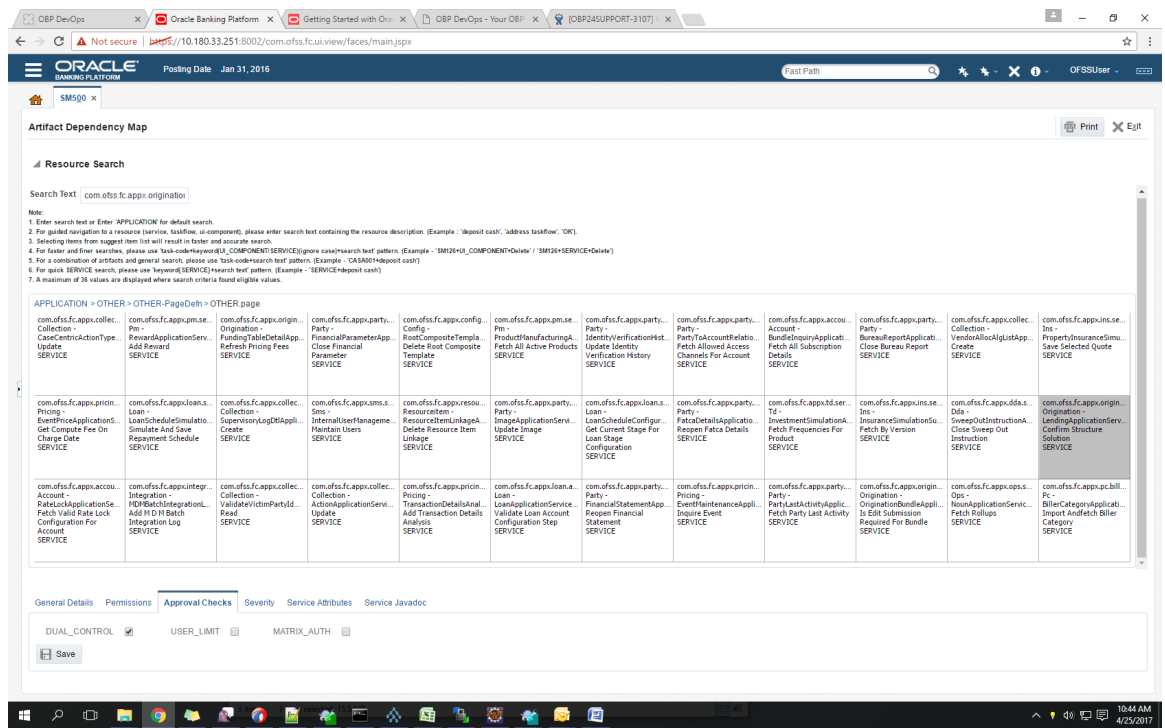 OBP DevOps
Oracle Banking Platform
Getting Started with Ora
OBP DevOps - Your OBP
[OBP24SUPPORT-3107]
Not secure | https://10.180.33.251:8002/com.ofss.fc.ui.view/faces/main.jspx
ORACLE
BANKING PLATFORM
Posting Date Jan 31, 2016
Fast Path
OFSSUser
SM500
Artifact Dependency Map
Print
Exit
Resource Search
Search Text com.ofss.fc.appx.origination
Note:
1. Enter search text or Enter 'APPLICATION' for default search.
2. For guided navigation to a resource (service, taskflow, ui-component), please enter search text containing the resource description. (Example : 'deposit cash', 'address taskflow', 'OK').
3. Selecting items from suggest item list will result in faster and accurate search.
4. For faster and finer searches, please use 'task-code+keyword(UI_COMPONENT/SERVICE)(ignore case)+search text' pattern. (Example - 'SM126+UI_COMPONENT+Delete' / 'SM126+SERVICE+Delete')
5. For a combination of artifacts and general search, please use 'task-code+search text' pattern. (Example - 'CASA001+deposit cash')
6. For quick SERVICE search, please use 'keyword(SERVICE)+search text' pattern. (Example - 'SERVICE+deposit cash')
7. A maximum of 36 values are displayed where search criteria found eligible values.
APPLICATION > OTHER > OTHER-PageDefn > OTHER.page
com.ofss.fc.appx.collec...
Collection -
CaseCentricActionType...
Update
SERVICE
com.ofss.fc.appx.pm.se...
Pm -
RewardApplicationServ...
Add Reward
SERVICE
com.ofss.fc.appx.origin...
Origination -
FundingTableDetailApp...
Refresh Pricing Fees
SERVICE
com.ofss.fc.appx.party....
Party -
FinancialParameterApp...
Close Financial
Parameter
SERVICE
com.ofss.fc.appx.config...
Config -
RootCompositeTempla...
Delete Root Composite
Template
SERVICE
com.ofss.fc.appx.pm.se...
Pm -
ProductManufacturingA...
Fetch All Active Products
SERVICE
com.ofss.fc.appx.party....
Party -
IdentityVerificationHist...
Update Identity
Verification History
SERVICE
com.ofss.fc.appx.party....
Party -
PartyToAccountRelatio...
Fetch Allowed Access
Channels For Account
SERVICE
com.ofss.fc.appx.accou...
Account -
BundleInquiryApplicati...
Fetch All Subscription
Details
SERVICE
com.ofss.fc.appx.party....
Party -
BureauReportApplicati...
Close Bureau Report
SERVICE
com.ofss.fc.appx.collec...
Collection -
VendorAllocAlgListApp...
Create
SERVICE
com.ofss.fc.appx.ins.se...
Ins -
PropertyInsuranceSimu...
Save Selected Quote
SERVICE
com.ofss.fc.appx.pricin...
Pricing -
EventPriceApplicationS...
Get Compute Fee On
Charge Date
SERVICE
com.ofss.fc.appx.loan.s...
Loan -
LoanScheduleSimulatio...
Simulate And Save
Repayment Schedule
SERVICE
com.ofss.fc.appx.collec...
Collection -
SupervisoryLogDtlAppli...
Create
SERVICE
com.ofss.fc.appx.sms.s...
Sms -
InternalUserManageme...
Maintain Users
SERVICE
com.ofss.fc.appx.resou...
Resourceitem -
ResourceItemLinkageA...
Delete Resource Item
Linkage
SERVICE
com.ofss.fc.appx.party....
Party -
ImageApplicationServi...
Update Image
SERVICE
com.ofss.fc.appx.loan.s...
Loan -
LoanScheduleConfigur...
Get Current Stage For
Loan Stage
Configuration
SERVICE
com.ofss.fc.appx.party....
Party -
FatcaDetailsApplicatio...
Reopen Fatca Details
SERVICE
com.ofss.fc.appx.td.ser...
Td -
InvestmentSimulationA...
Fetch Frequencies For
Product
SERVICE
com.ofss.fc.appx.ins.se...
Ins -
InsuranceSimulationSu...
Fetch By Version
SERVICE
com.ofss.fc.appx.dda.s...
Dda -
SweepOutInstructionA...
Close Sweep Out
Instruction
SERVICE
com.ofss.fc.appx.origin...
Origination -
LendingApplicationServ...
Confirm Structure
Solution
SERVICE
com.ofss.fc.appx.accou...
Account -
RateLockApplicationSe...
Fetch Valid Rate Lock
Configuration For
Account
SERVICE
com.ofss.fc.appx.integr...
Integration -
MDMBatchIntegrationL...
Add M D M Batch
Integration Log
SERVICE
com.ofss.fc.appx.collec...
Collection -
ValidateVictimPartyId...
Read
SERVICE
com.ofss.fc.appx.collec...
Collection -
ActionApplicationServi...
Update
SERVICE
com.ofss.fc.appx.pricin...
Pricing -
TransactionDetailsAnal...
Add Transaction Details
Analysis
SERVICE
com.ofss.fc.appx.loan.a...
Loan -
LoanApplicationService...
Validate Loan Account
Configuration Step
SERVICE
com.ofss.fc.appx.party....
Party -
FinancialStatementApp...
Reopen Financial
Statement
SERVICE
com.ofss.fc.appx.pricin...
Pricing -
EventMaintenanceAppli...
Inquire Event
SERVICE
com.ofss.fc.appx.party....
Party -
PartyLastActivityApplic...
Fetch Party Last Activity
SERVICE
com.ofss.fc.appx.origin...
Origination -
OriginationBundleAppli...
Is Edit Submission
Required For Bundle
SERVICE
com.ofss.fc.appx.ops.s...
Ops -
NounApplicationServic...
Fetch Rollups
SERVICE
com.ofss.fc.appx.pc.bill...
Pc -
BillerCategoryApplicati...
Import Andfetch Biller
Category
SERVICE
General Details Permissions Approval Checks Severity Service Attributes Service Javadoc
DUAL_CONTROL USER_LIMIT MATRIX_AUTH
Save
10:44 AM
4/25/2017